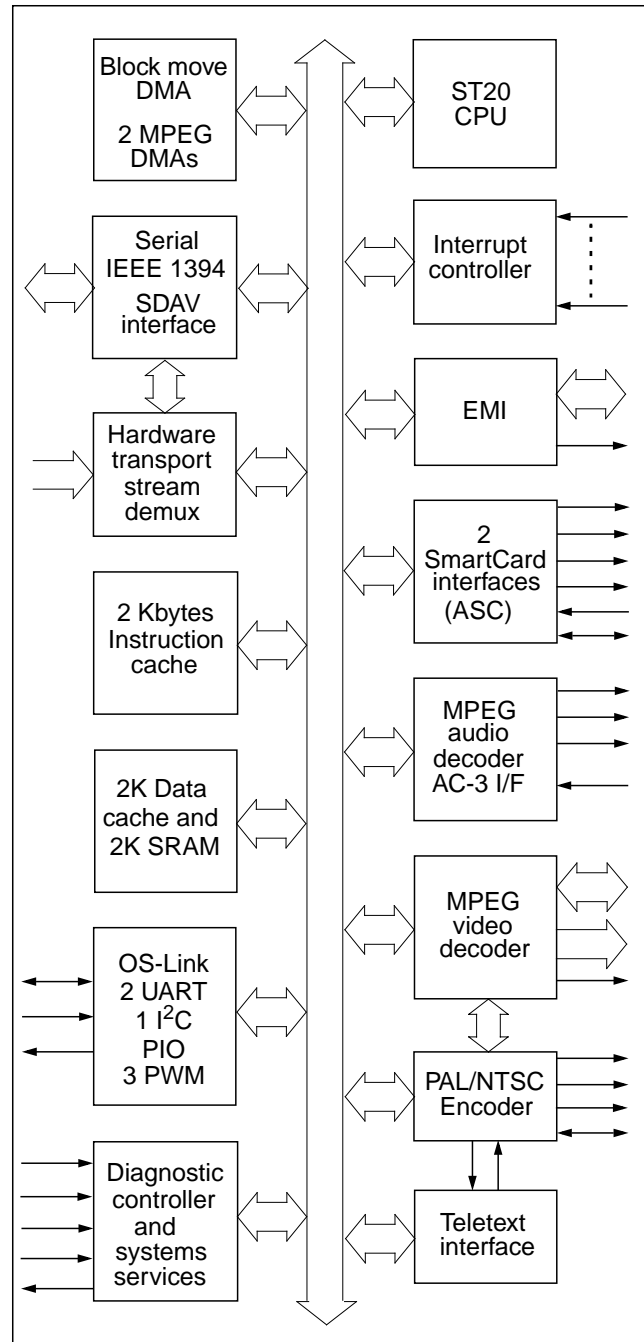 Block move
DMA
2 MPEG
DMAs
Serial
IEEE 1394
SDAV
interface
Hardware
transport
stream
demux
2 Kbytes
Instruction
cache
2K Data
cache and
2K SRAM
OS-Link
2 UART
1 I²C
PIO
3 PWM
Diagnostic
controller
and
systems
services
ST20
CPU
Interrupt
controller
EMI
2
SmartCard
interfaces
(ASC)
MPEG
audio
decoder
AC-3 I/F
MPEG
video
decoder
PAL/NTSC
Encoder
Teletext
interface